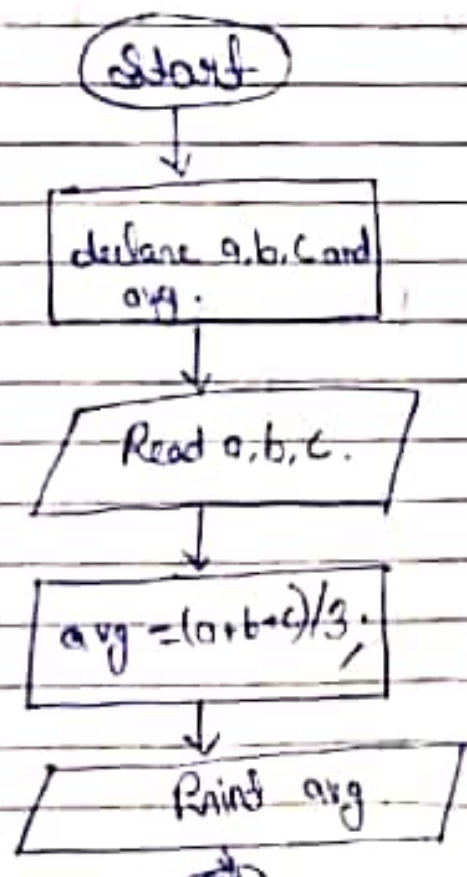 Start
declare a, b, c and
avg.
Read a, b, c.
avg = (a+b+c)/3;
Print avg